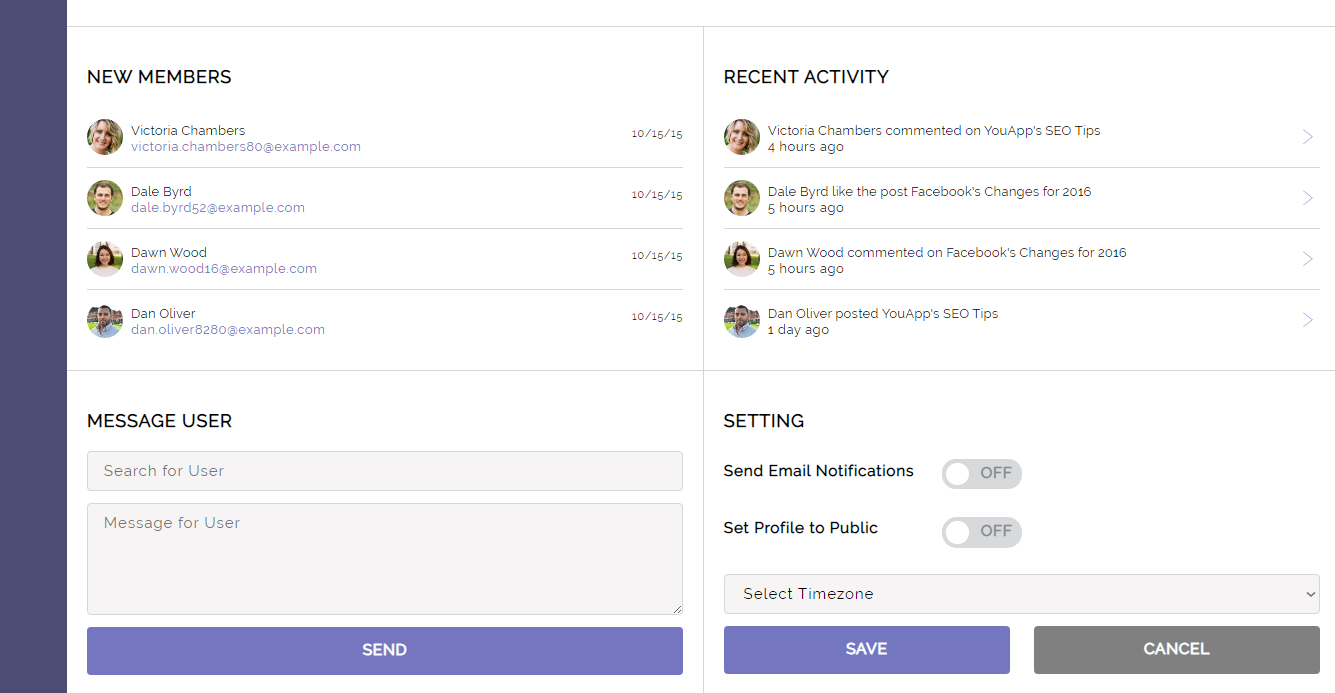 NEW MEMBERS
Victoria Chambers
victoria.chambers80@example.com
10/15/15
Dale Byrd
dale.byrd52@example.com
10/15/15
Dawn Wood
dawn.wood16@example.com
10/15/15
Dan Oliver
dan.oliver8280@example.com
10/15/15
RECENT ACTIVITY
Victoria Chambers commented on YouApp's SEO Tips
4 hours ago
Dale Byrd like the post Facebook's Changes for 2016
5 hours ago
Dawn Wood commented on Facebook's Changes for 2016
5 hours ago
Dan Oliver posted YouApp's SEO Tips
1 day ago
MESSAGE USER
Search for User
Message for User
SEND
SETTING
Send Email Notifications
OFF
Set Profile to Public
OFF
Select Timezone
SAVE
CANCEL